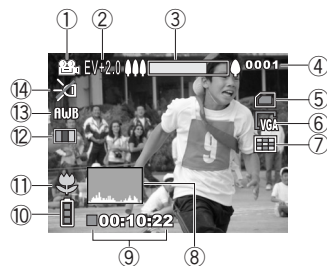 ① ② ③
EV+2.0 0001 ④
⑭ ⑤
⑬ AWB VGA ⑥
⑫ ⑦
9
⑪
⑩ 00:10:22
⑨ ⑧